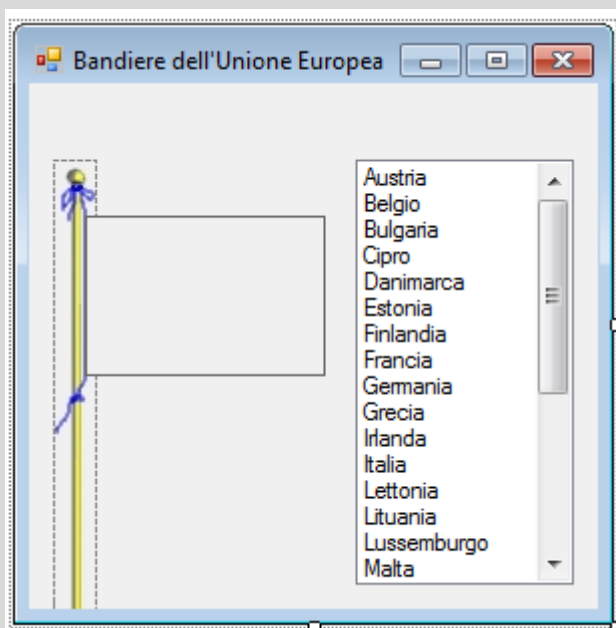 Bandiere dell'Unione Europea
Austria
Belgio
Bulgaria
Cipro
Danimarca
Estonia
Finlandia
Francia
Germania
Grecia
Irlanda
Italia
Lettonia
Lituania
Lussemburgo
Malta